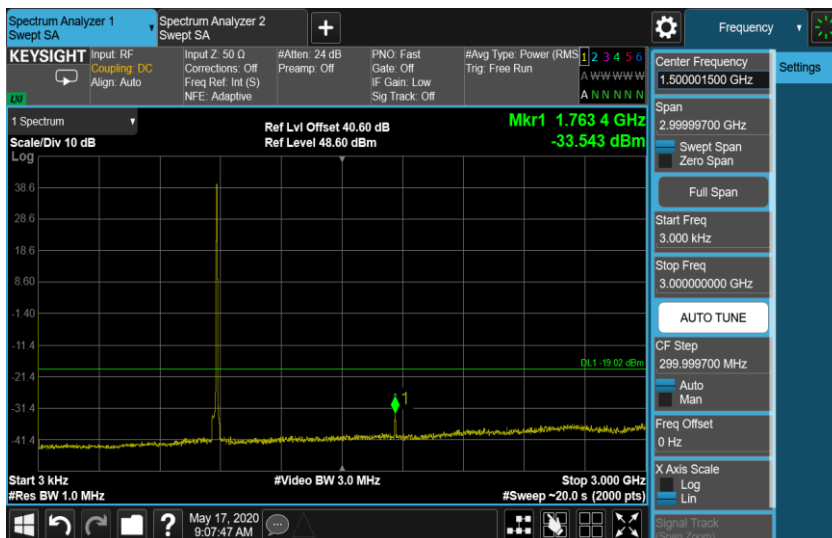 Spectrum Analyzer 1
Swept SA
Spectrum Analyzer 2
Swept SA
Frequency
KEYSIGHT
LXI
Input: RF
Coupling: DC
Align: Auto
Input Z: 50 Ω
Corrections: Off
Freq Ref: Int (S)
NFE: Adaptive
#Atten: 24 dB
Preamp: Off
PNO: Fast
Gate: Off
IF Gain: Low
Sig Track: Off
#Avg Type: Power (RMS
Trig: Free Run
1 2 3 4 5 6
A W W W W W
A N N N N N
1 Spectrum
Scale/Div 10 dB
Log
Ref Lvl Offset 40.60 dB
Ref Level 48.60 dBm
Mkr1 1.763 4 GHz
-33.543 dBm
38.6
28.6
18.6
8.60
-1.40
-11.4
-21.4
-31.4
-41.4
DL1 -19.02 dBm
1
Start 3 kHz
#Res BW 1.0 MHz
#Video BW 3.0 MHz
Stop 3.000 GHz
#Sweep ~20.0 s (2000 pts)
Center Frequency
1.500001500 GHz
Span
2.99999700 GHz
Swept Span
Zero Span
Full Span
Start Freq
3.000 kHz
Stop Freq
3.000000000 GHz
AUTO TUNE
CF Step
299.999700 MHz
Auto
Man
Freq Offset
0 Hz
X Axis Scale
Log
Lin
Signal Track
(Span Zoom)
Settings
?
May 17, 2020
9:07:47 AM